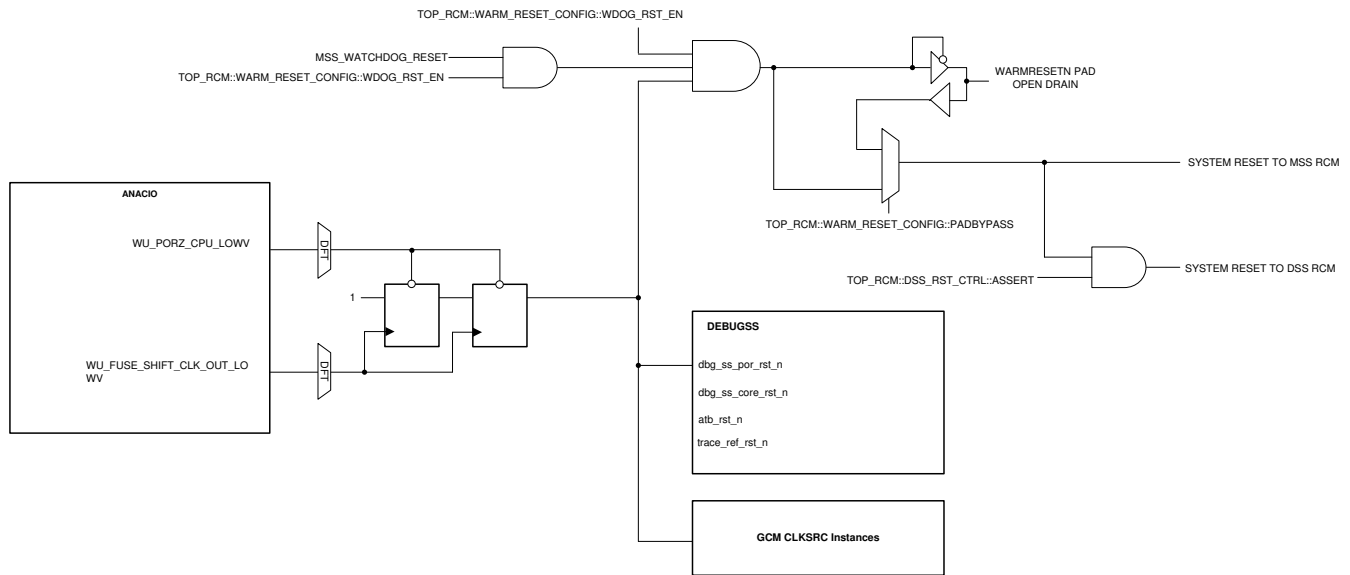 TOP_RCM::WARM_RESET_CONFIG::WDOG_RST_EN
MSS_WATCHDOG_RESET
TOP_RCM::WARM_RESET_CONFIG::WDOG_RST_EN
WARMRESETN PAD
OPEN DRAIN
SYSTEM RESET TO MSS RCM
ANACIO
TOP_RCM::WARM_RESET_CONFIG::PADBYPASS
WU_PORZ_CPU_LOWV
DFT
SYSTEM RESET TO DSS RCM
TOP_RCM::DSS_RST_CTRL::ASSERT
1
DEBUGSS
WU_FUSE_SHIFT_CLK_OUT_LO
WV
DFT
dbg_ss_por_rst_n
dbg_ss_core_rst_n
atb_rst_n
trace_ref_rst_n
GCM CLKSRC Instances